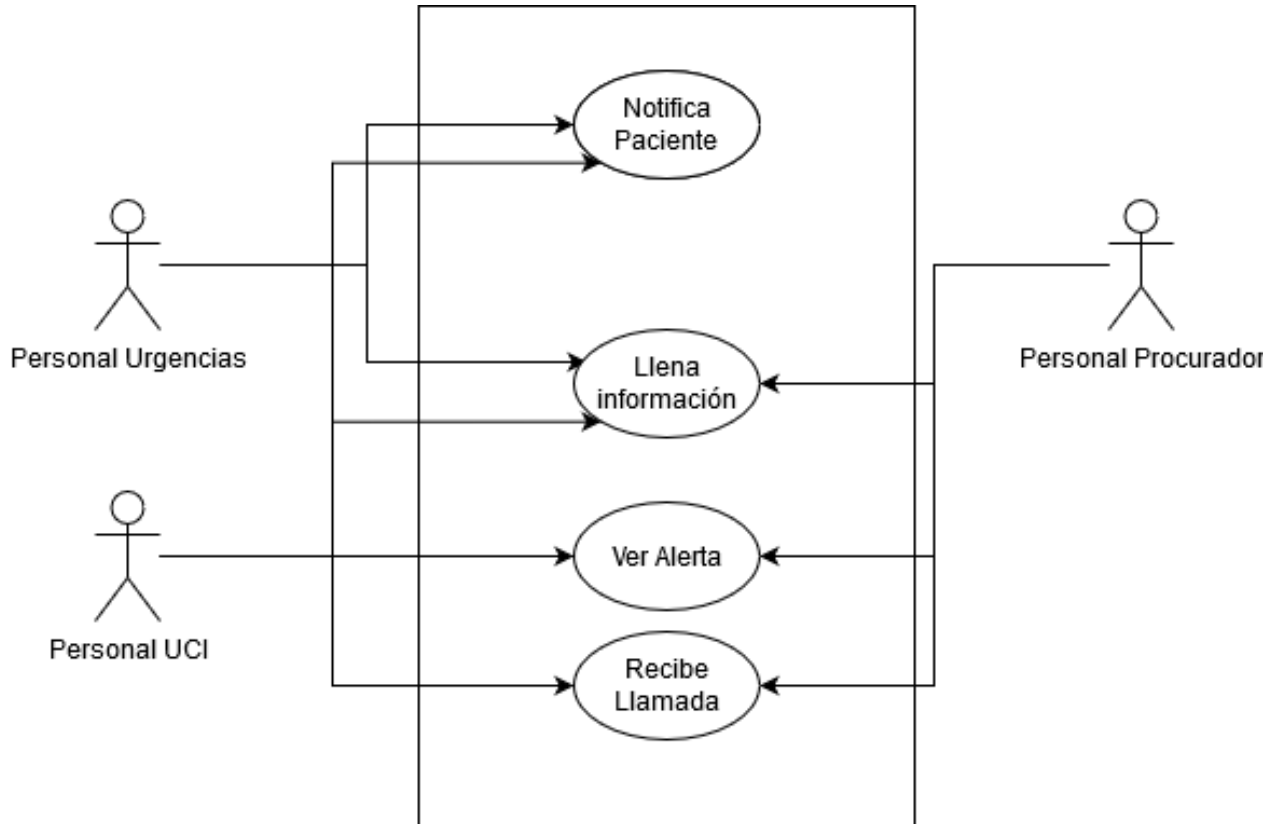 Notifica
Paciente
Personal Urgencias
Personal Procurador
Llena
información
Ver Alerta
Personal UCI
Recibe
Llamada